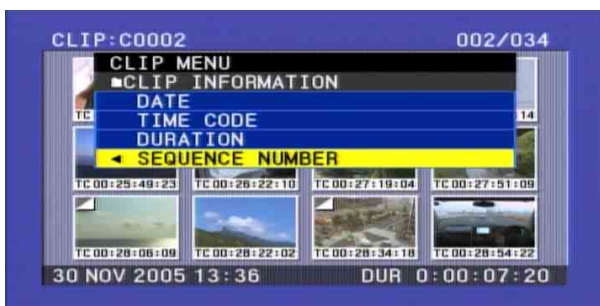 CLIP:C0002 002/034
CLIP MENU
CLIP INFORMATION
DATE
TIME CODE
DURATION
◄ SEQUENCE NUMBER
TC 14
TC 00:25:49:23 TC 00:26:22:10 TC 00:27:19:04 TC 00:27:51:09
TC 00:28:06:09 TC 00:28:22:02 TC 00:28:34:18 TC 00:28:54:22
30 NOV 2005 13:36 DUR 0:00:07:20